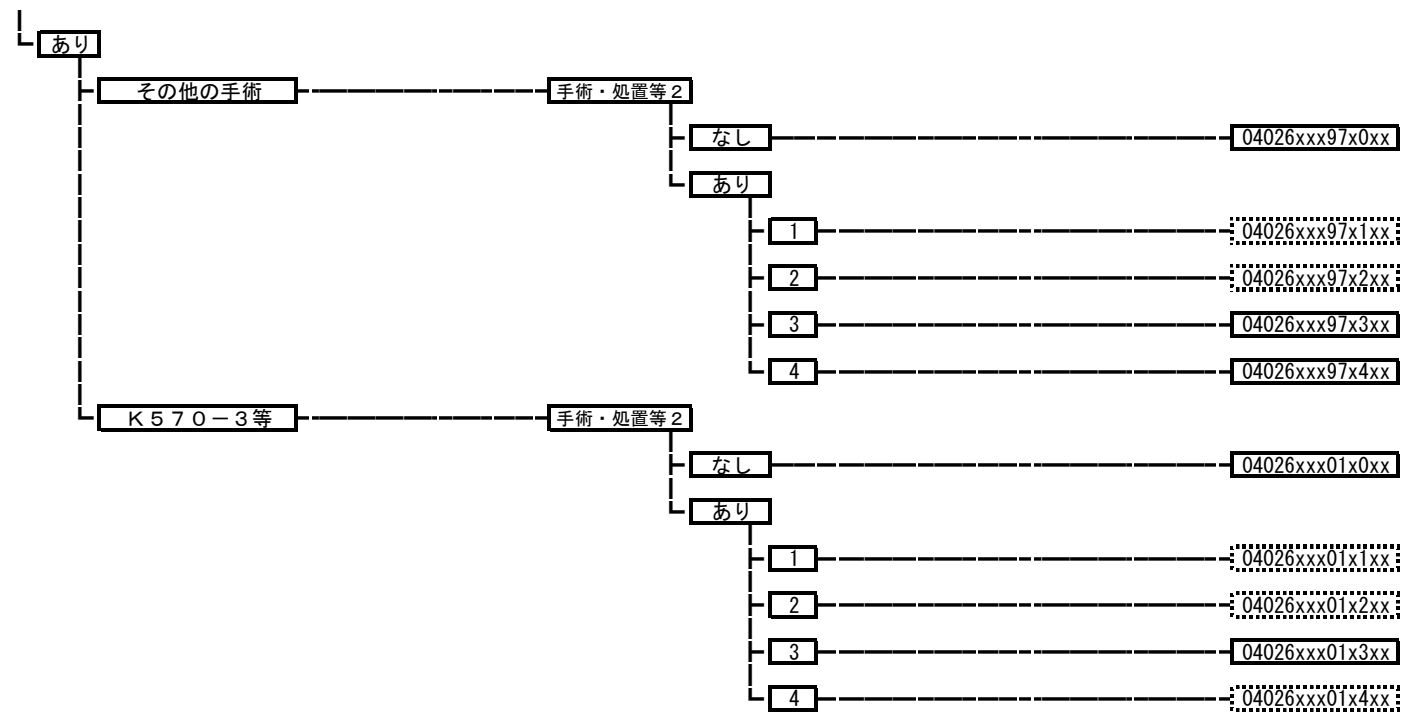 あり
その他の手術 手術・処置等２
なし 04026xxx97x0xx
あり
1 04026xxx97x1xx
2 04026xxx97x2xx
3 04026xxx97x3xx
4 04026xxx97x4xx
Ｋ５７０－３等 手術・処置等２
なし 04026xxx01x0xx
あり
1 04026xxx01x1xx
2 04026xxx01x2xx
3 04026xxx01x3xx
4 04026xxx01x4xx